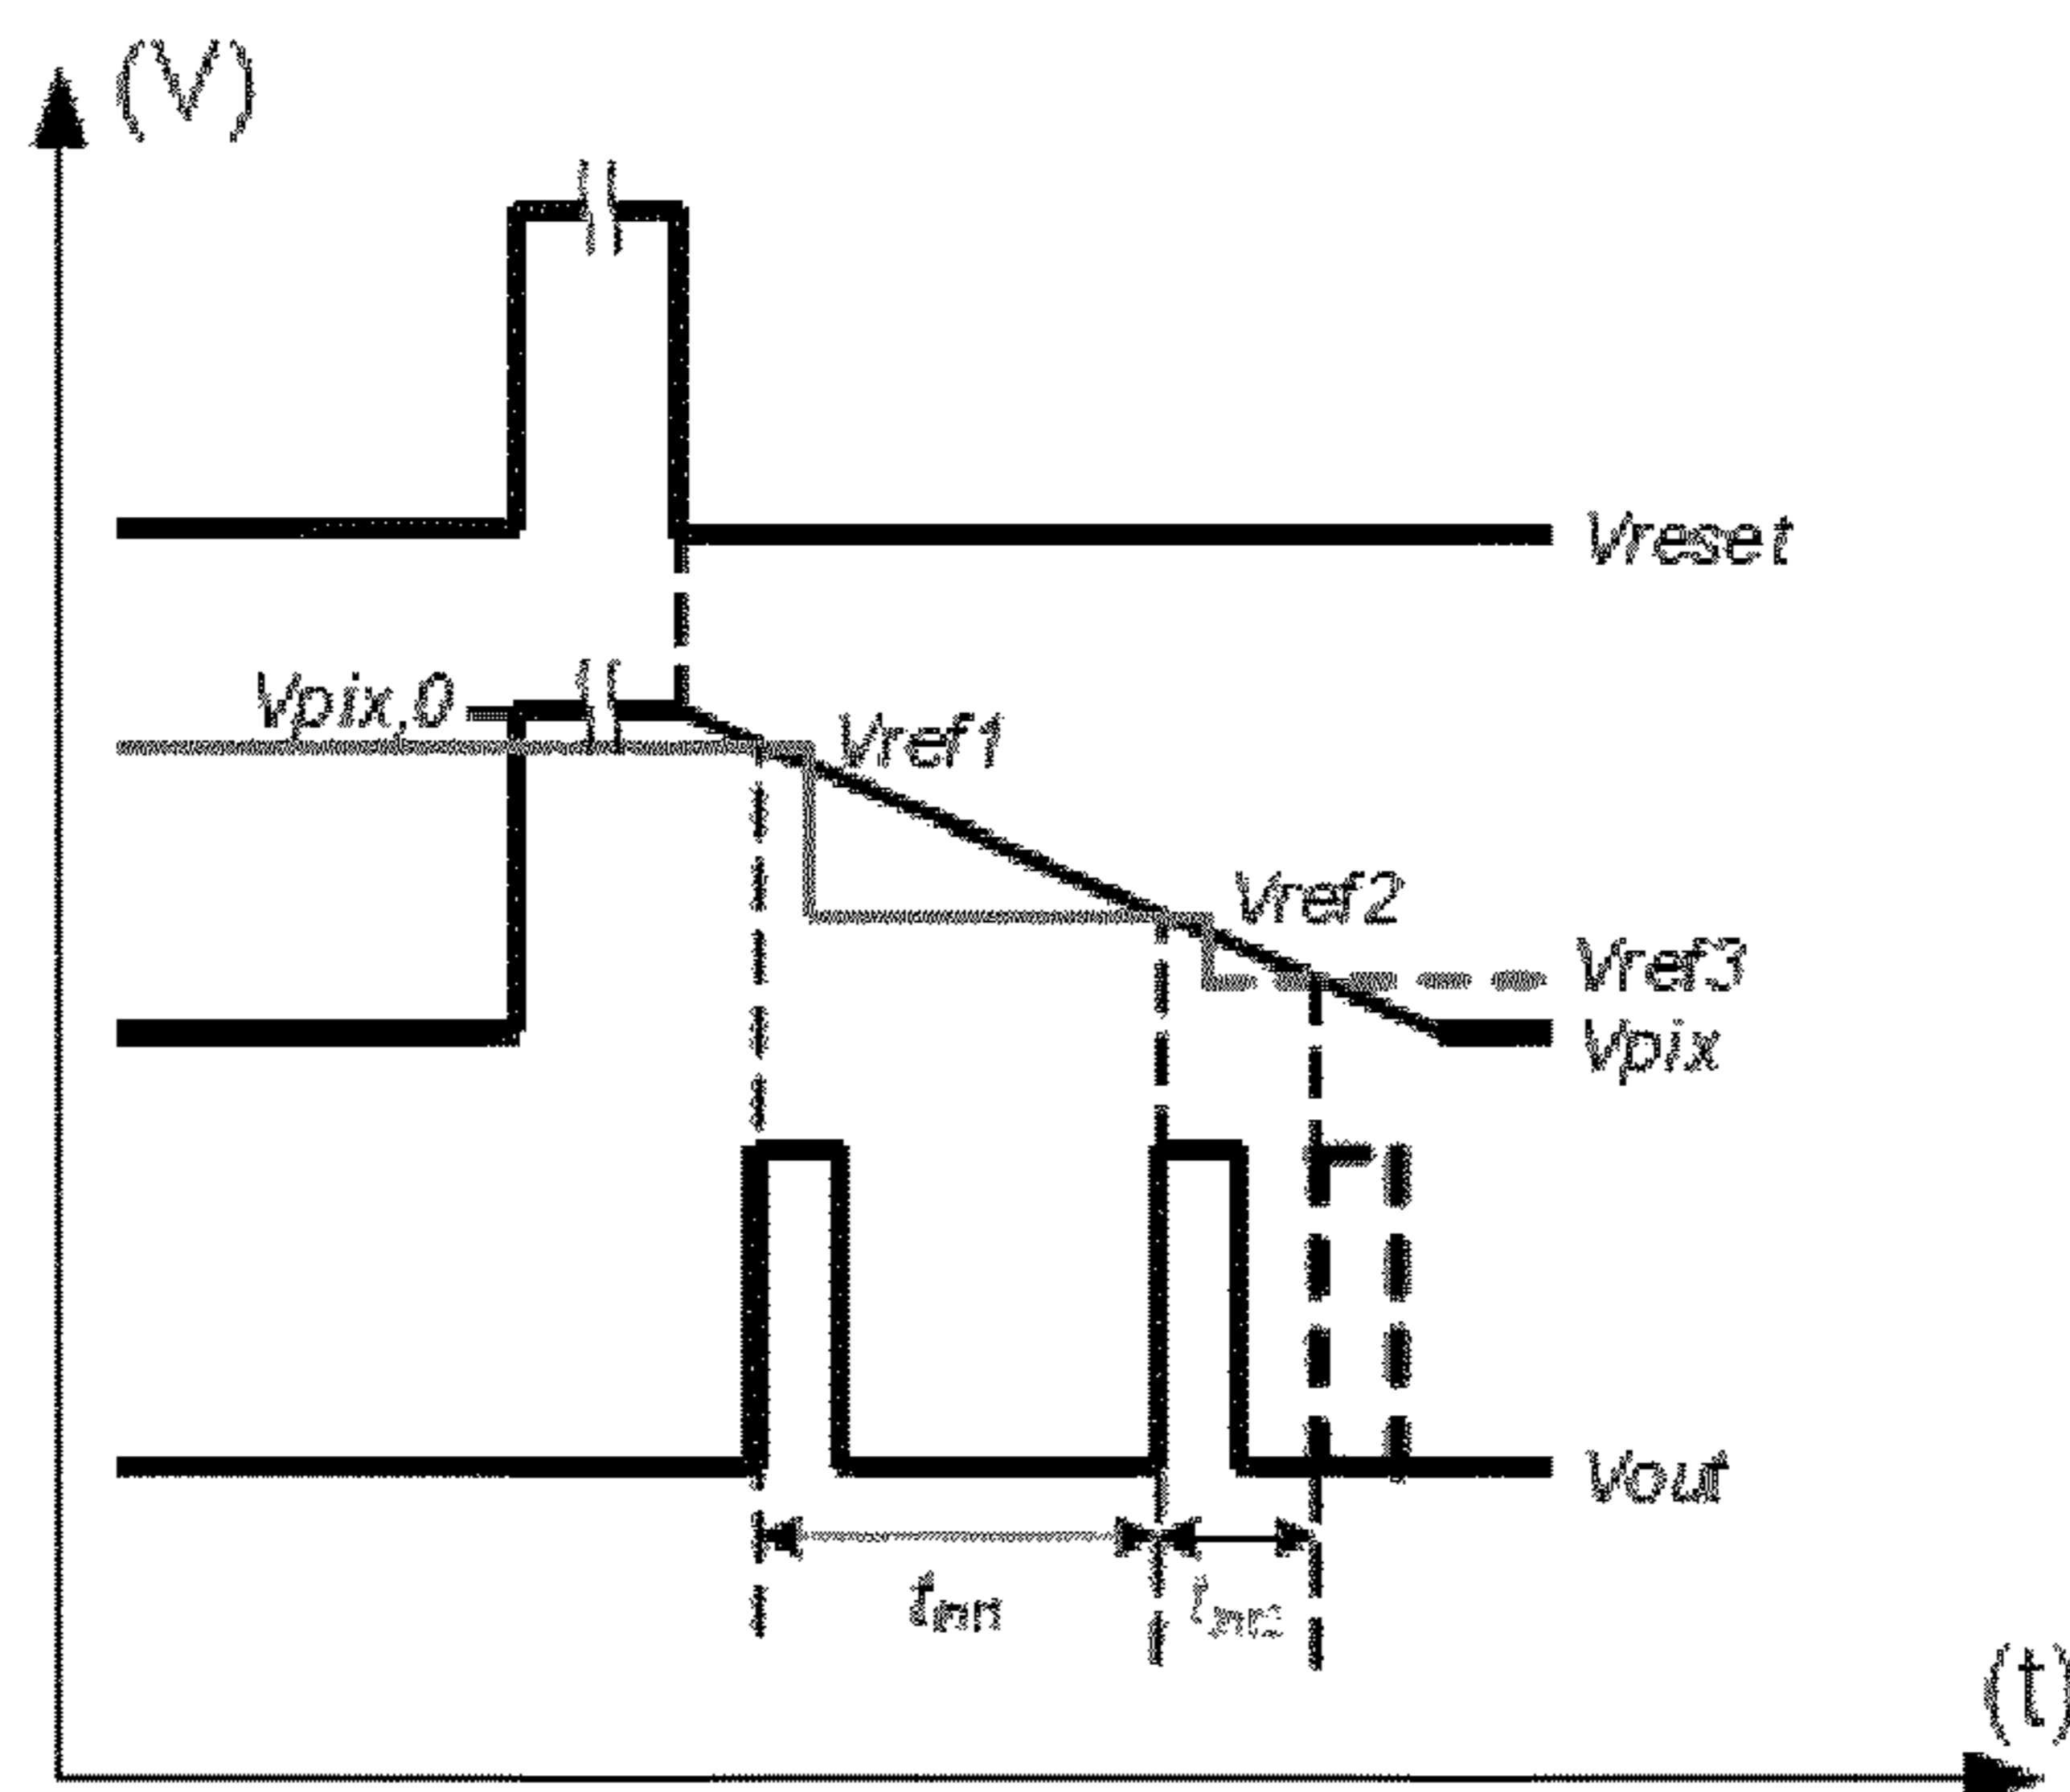 (V)
Vreset
Vpix,0
Vref1
Vref2
Vref3
Vpix
Vout
(t)